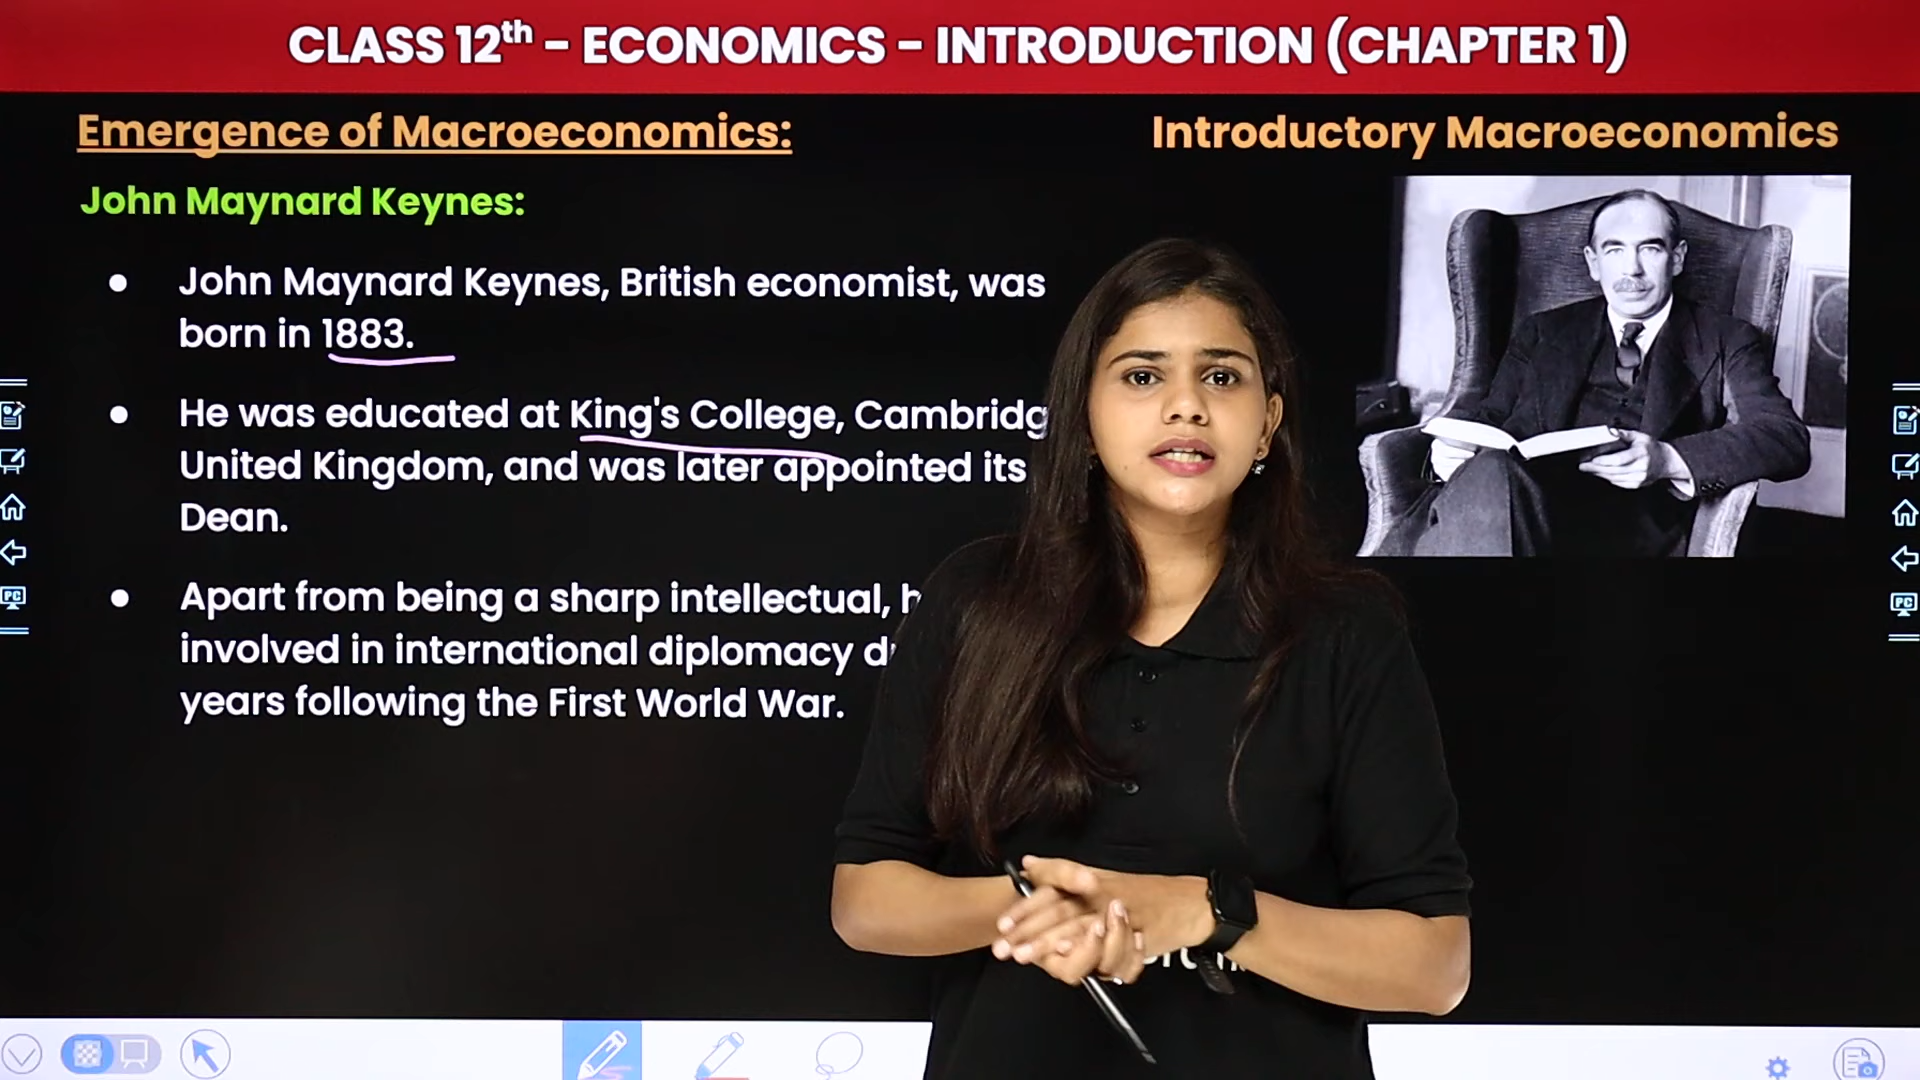 CLASS 12th - ECONOMICS - INTRODUCTION (CHAPTER 1)
Emergence of Macroeconomics:
Introductory Macroeconomics
John Maynard Keynes:
● John Maynard Keynes, British economist, was
born in 1883.
● He was educated at King's College, Cambridg
United Kingdom, and was later appointed its
Dean.
● Apart from being a sharp intellectual,
involved in international diplomacy
years following the First World War.
PC
PC